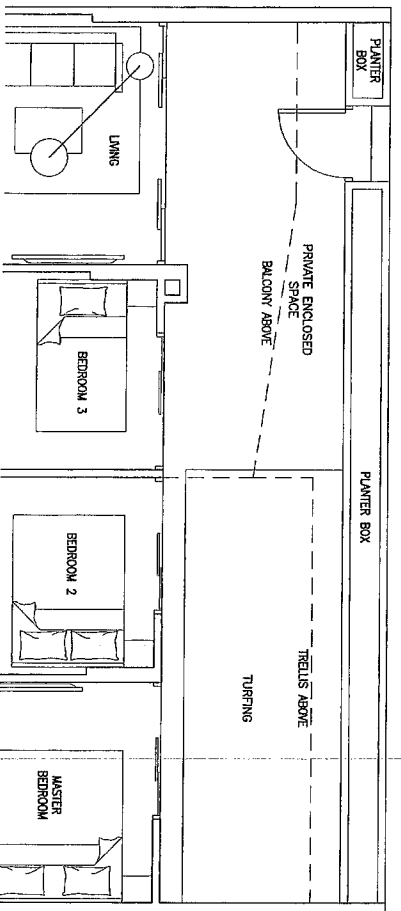 PLANTER
BOX
LIVING
PRIVATE ENCLOSED
SPACE
BALCONY ABOVE
BEDROOM 3
PLANTER BOX
BEDROOM 2
TRELLIS ABOVE
TURFING
MASTER
BEDROOM